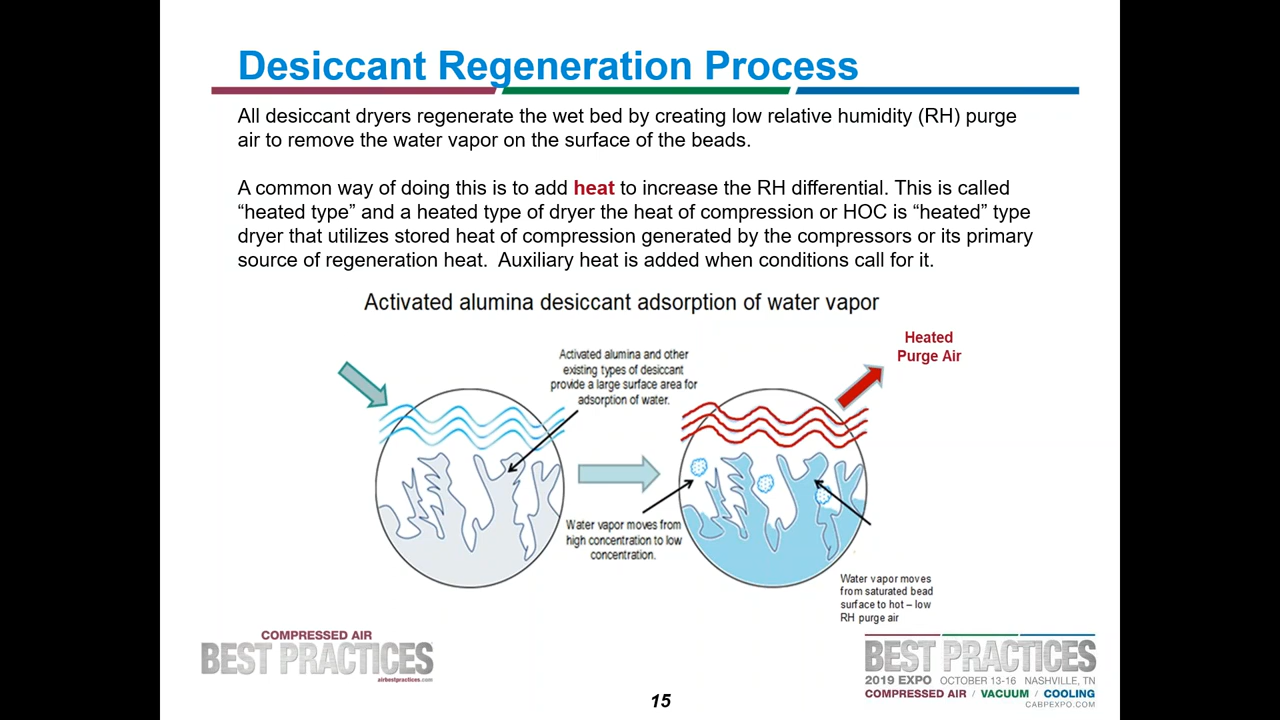 Desiccant Regeneration Process
All desiccant dryers regenerate the wet bed by creating low relative humidity (RH) purge
air to remove the water vapor on the surface of the beads.
A common way of doing this is to add heat to increase the RH differential. This is called
“heated type” and a heated type of dryer the heat of compression or HOC is “heated” type
dryer that utilizes stored heat of compression generated by the compressors or its primary
source of regeneration heat. Auxiliary heat is added when conditions call for it.
Activated alumina desiccant adsorption of water vapor
Heated
Purge Air
Activated alumina and other
existing types of desiccant
provide a large surface area for
adsorption of water.
Water vapor moves from
high concentration to low
concentration.
Water vapor moves
from saturated bead
surface to hot – low
RH purge air
COMPRESSED AIR
BEST PRACTICES
airbestpractices.com
BEST PRACTICES
2019 EXPO OCTOBER 13-16 NASHVILLE, TN
COMPRESSED AIR / VACUUM / COOLING
CABPEXPO.COM
15